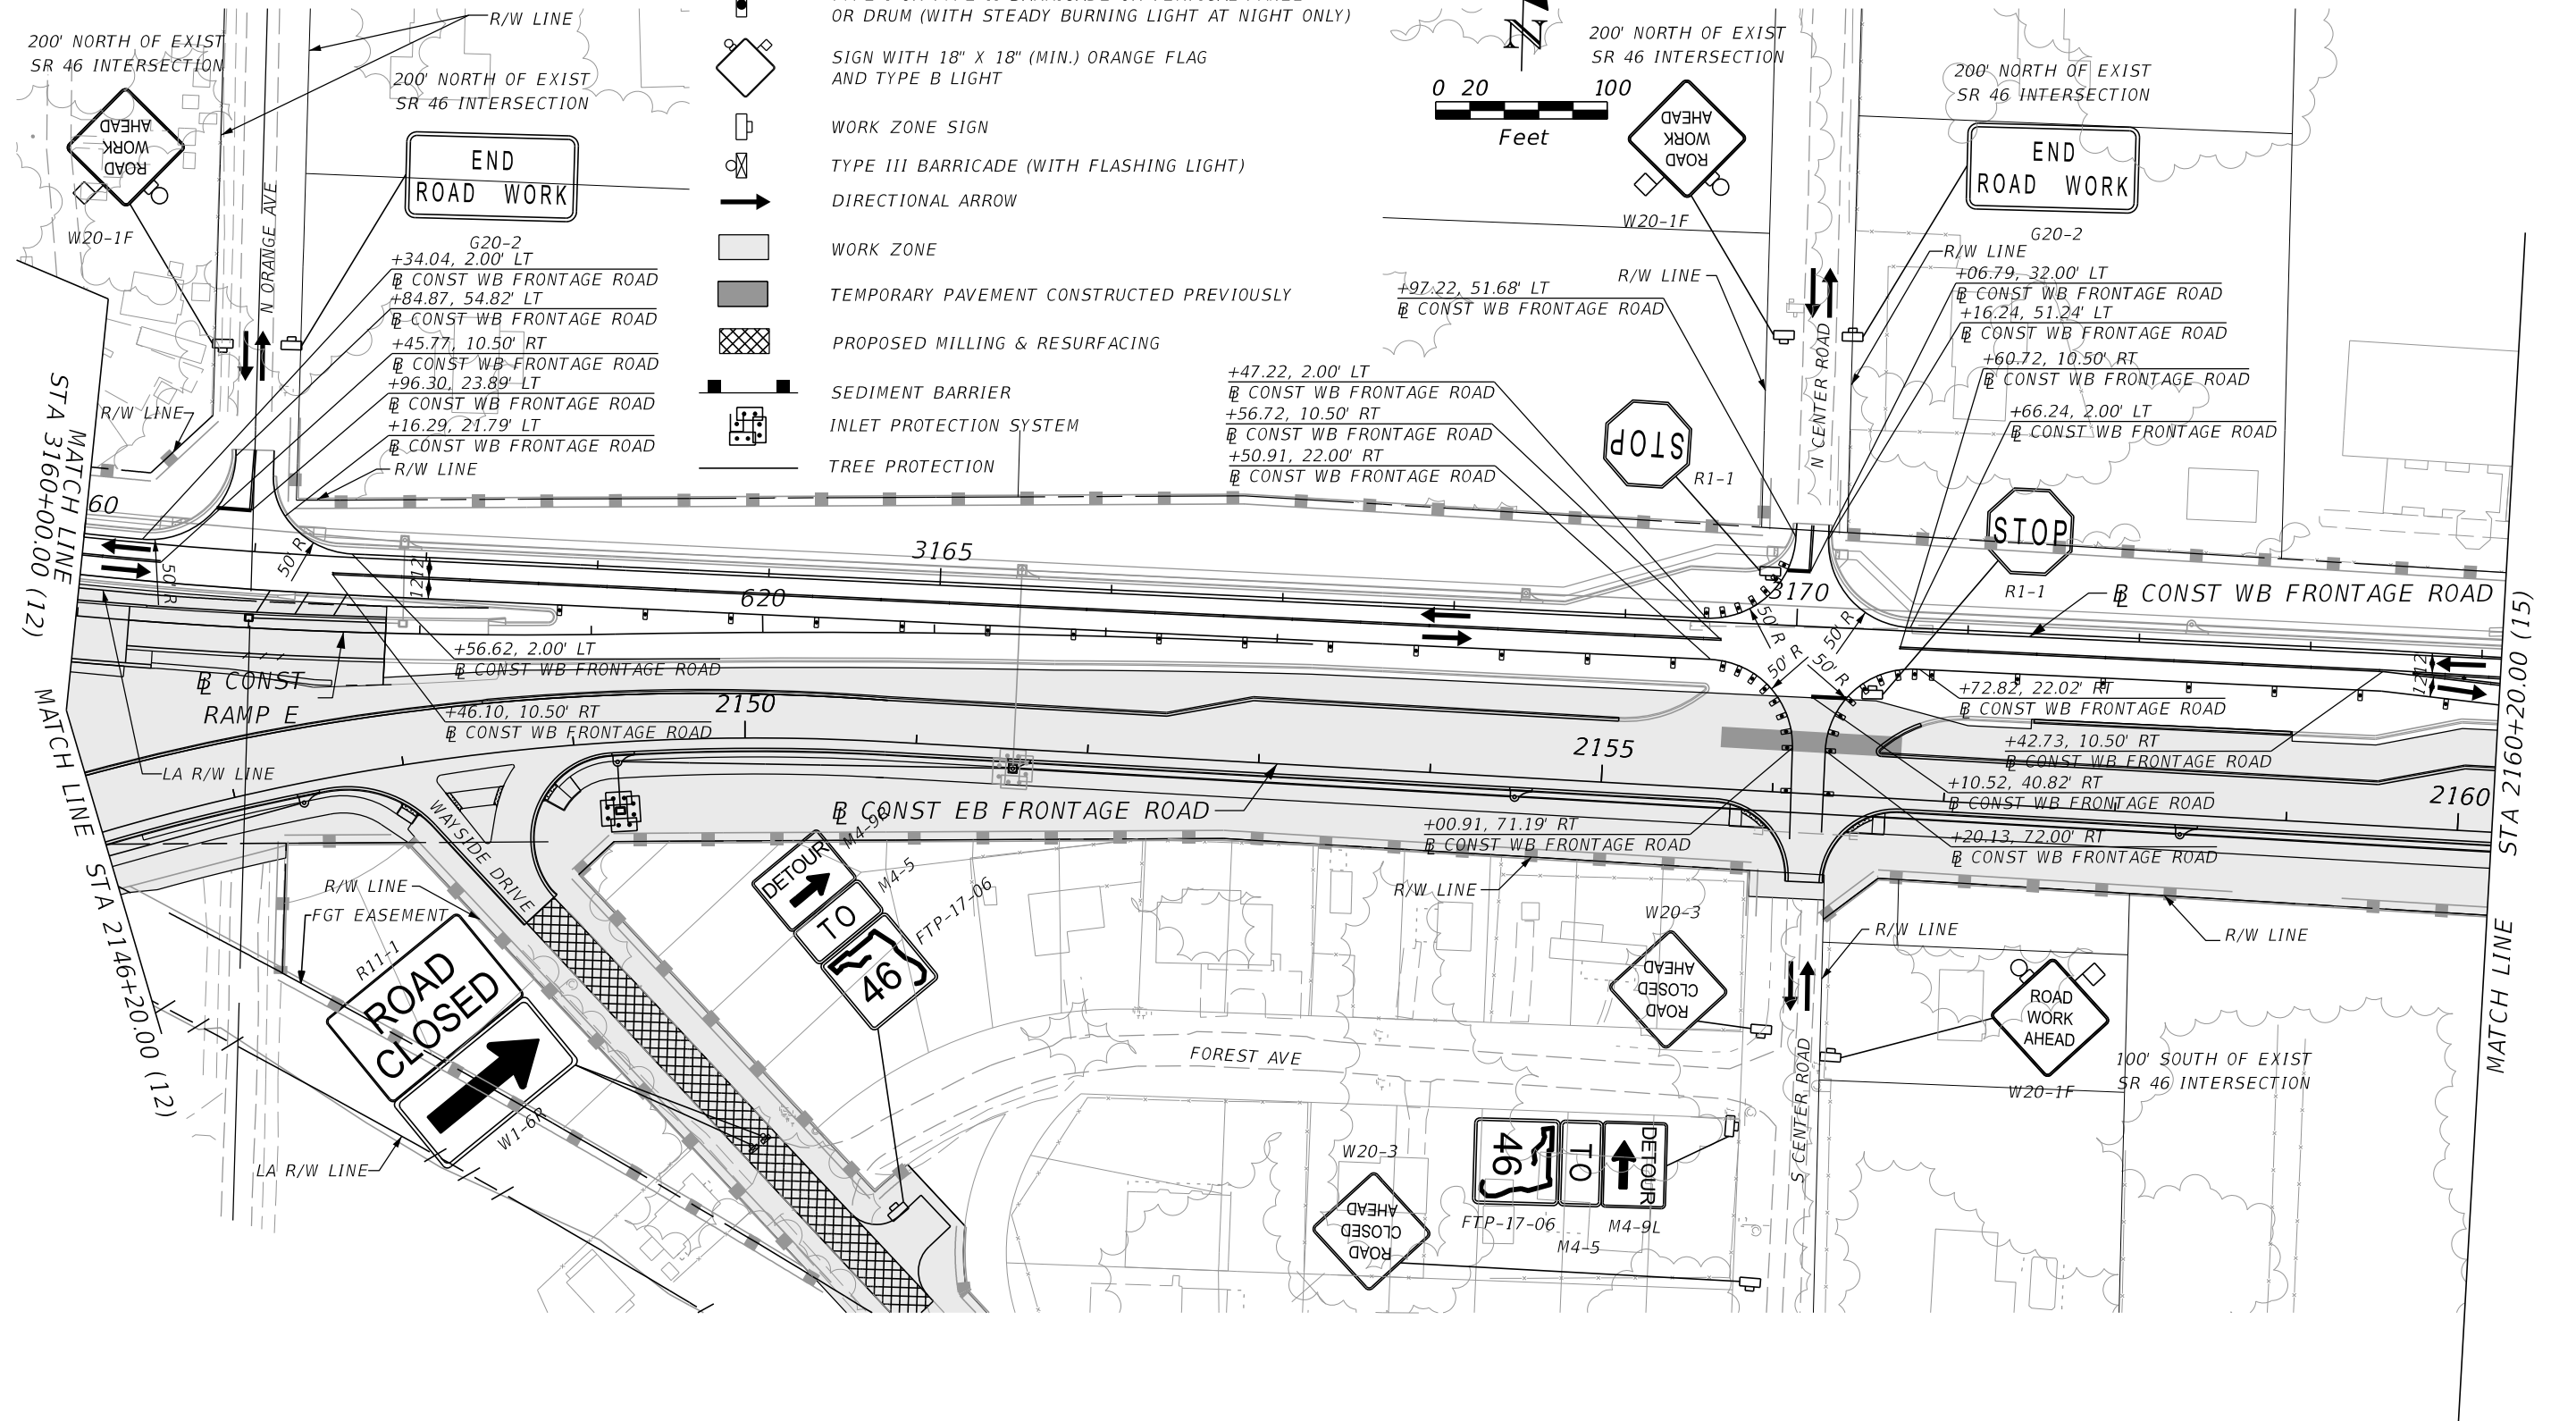 R/W LINE
200' NORTH OF EXIST
SR 46 INTERSECTION
ROAD
WORK
AHEAD
W20-1F
200' NORTH OF EXIST
SR 46 INTERSECTION
END
ROAD WORK
G20-2
N ORANGE AVE
OR DRUM (WITH STEADY BURNING LIGHT AT NIGHT ONLY)
SIGN WITH 18" X 18" (MIN.) ORANGE FLAG
AND TYPE B LIGHT
WORK ZONE SIGN
TYPE III BARRICADE (WITH FLASHING LIGHT)
DIRECTIONAL ARROW
WORK ZONE
TEMPORARY PAVEMENT CONSTRUCTED PREVIOUSLY
PROPOSED MILLING & RESURFACING
SEDIMENT BARRIER
INLET PROTECTION SYSTEM
TREE PROTECTION
N
0 20 100
Feet
200' NORTH OF EXIST
SR 46 INTERSECTION
ROAD
WORK
AHEAD
W20-1F
200' NORTH OF EXIST
SR 46 INTERSECTION
END
ROAD WORK
G20-2
R/W LINE
R/W LINE
N CENTER ROAD
+34.04, 2.00' LT
℄ CONST WB FRONTAGE ROAD
+84.87, 54.82' LT
℄ CONST WB FRONTAGE ROAD
+45.77, 10.50' RT
℄ CONST WB FRONTAGE ROAD
+96.30, 23.89' LT
℄ CONST WB FRONTAGE ROAD
+16.29, 21.79' LT
℄ CONST WB FRONTAGE ROAD
R/W LINE
R/W LINE
+97.22, 51.68' LT
℄ CONST WB FRONTAGE ROAD
+47.22, 2.00' LT
℄ CONST WB FRONTAGE ROAD
+56.72, 10.50' RT
℄ CONST WB FRONTAGE ROAD
+50.91, 22.00' RT
℄ CONST WB FRONTAGE ROAD
STOP
R1-1
+06.79, 32.00' LT
℄ CONST WB FRONTAGE ROAD
+16.24, 51.24' LT
℄ CONST WB FRONTAGE ROAD
+60.72, 10.50' RT
℄ CONST WB FRONTAGE ROAD
+66.24, 2.00' LT
℄ CONST WB FRONTAGE ROAD
STOP
R1-1
℄ CONST WB FRONTAGE ROAD
MATCH LINE
STA 3160+00.00 (12)
60
50' R
50' R
12
12
3165
620
3170
50' R
50' R
50' R
50' R
12
12
℄ CONST
RAMP E
+56.62, 2.00' LT
℄ CONST WB FRONTAGE ROAD
+46.10, 10.50' RT
℄ CONST WB FRONTAGE ROAD
2150
2155
2160
LA R/W LINE
℄ CONST EB FRONTAGE ROAD
+72.82, 22.02' RT
℄ CONST WB FRONTAGE ROAD
+42.73, 10.50' RT
℄ CONST WB FRONTAGE ROAD
+10.52, 40.82' RT
℄ CONST WB FRONTAGE ROAD
+20.13, 72.00' RT
℄ CONST WB FRONTAGE ROAD
+00.91, 71.19' RT
℄ CONST WB FRONTAGE ROAD
MATCH LINE STA 2146+20.00 (12)
MATCH LINE STA 2160+20.00 (15)
WAYSIDE DRIVE
R/W LINE
FGT EASEMENT
R11-1
ROAD
CLOSED
W1-6R
LA R/W LINE
DETOUR
M4-9R
TO
M4-5
46
FTP-17-06
FOREST AVE
R/W LINE
W20-3
ROAD
CLOSED
AHEAD
R/W LINE
R/W LINE
ROAD
WORK
AHEAD
W20-1F
100' SOUTH OF EXIST
SR 46 INTERSECTION
S CENTER ROAD
W20-3
ROAD
CLOSED
AHEAD
46
TO
DETOUR
FTP-17-06
M4-5
M4-9L